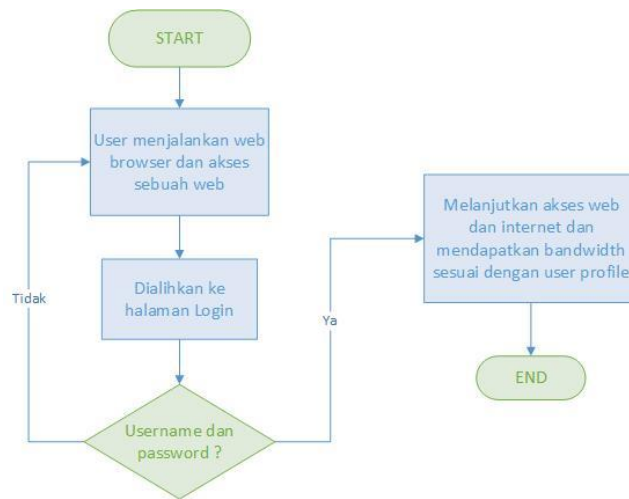 START
User menjalankan web
browser dan akses
sebuah web
Dialihkan ke
halaman Login
Tidak
Username dan
password ?
Ya
Melanjutkan akses web
dan internet dan
mendapatkan bandwidth
sesuai dengan user profile
END